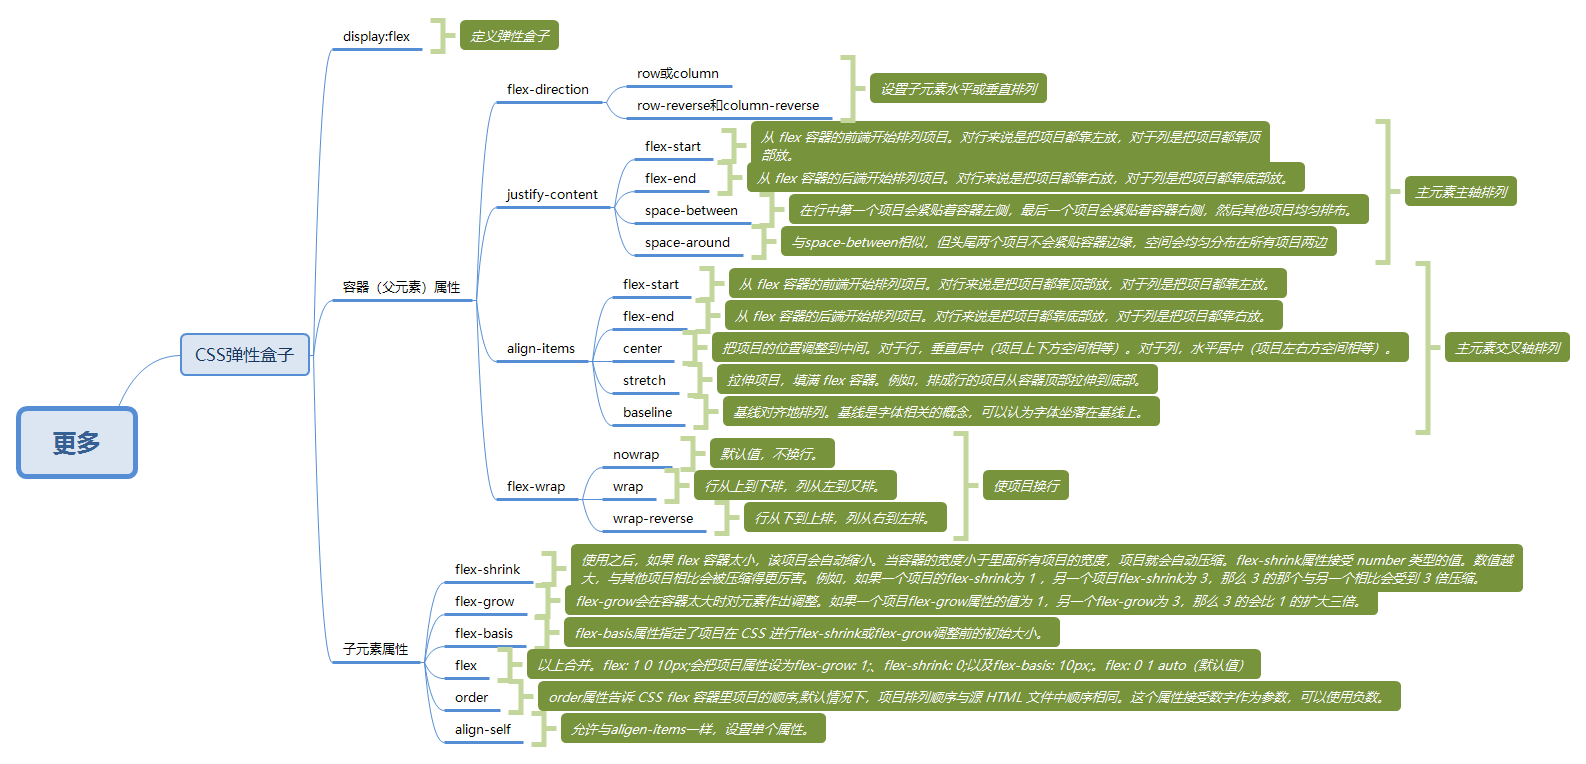 更多
CSS弹性盒子
display:flex
定义弹性盒子
容器（父元素）属性
flex-direction
row或column
row-reverse和column-reverse
设置子元素水平或垂直排列
justify-content
flex-start
从 flex 容器的前端开始排列项目。对行来说是把项目都靠左放，对于列是把项目都靠顶
部放。
flex-end
从 flex 容器的后端开始排列项目。对行来说是把项目都靠右放，对于列是把项目都靠底部放。
space-between
在行中第一个项目会紧贴着容器左侧，最后一个项目会紧贴着容器右侧，然后其他项目均匀排布。
space-around
与space-between相似，但头尾两个项目不会紧贴容器边缘，空间会均匀分布在所有项目两边
主元素主轴排列
align-items
flex-start
从 flex 容器的前端开始排列项目。对行来说是把项目都靠顶部放，对于列是把项目都靠左放。
flex-end
从 flex 容器的后端开始排列项目。对行来说是把项目都靠底部放，对于列是把项目都靠右放。
center
把项目的位置调整到中间。对于行，垂直居中（项目上下方空间相等）。对于列，水平居中（项目左右方空间相等）。
stretch
拉伸项目，填满 flex 容器。例如，排成行的项目从容器顶部拉伸到底部。
baseline
基线对齐地排列。基线是字体相关的概念，可以认为字体坐落在基线上。
主元素交叉轴排列
flex-wrap
nowrap
默认值，不换行。
wrap
行从上到下排，列从左到又排。
wrap-reverse
行从下到上排，列从右到左排。
使项目换行
子元素属性
flex-shrink
使用之后，如果 flex 容器太小，该项目会自动缩小。当容器的宽度小于里面所有项目的宽度，项目就会自动压缩。flex-shrink属性接受 number 类型的值。数值越
大，与其他项目相比会被压缩得更厉害。例如，如果一个项目的flex-shrink为 1 ，另一个项目flex-shrink为 3，那么 3 的那个与另一个相比会受到 3 倍压缩。
flex-grow
flex-grow会在容器太大时对元素作出调整。如果一个项目flex-grow属性的值为 1，另一个flex-grow为 3，那么 3 的会比 1 的扩大三倍。
flex-basis
flex-basis属性指定了项目在 CSS 进行flex-shrink或flex-grow调整前的初始大小。
flex
以上合并。flex: 1 0 10px;会把项目属性设为flex-grow: 1;、flex-shrink: 0;以及flex-basis: 10px;。flex: 0 1 auto（默认值）
order
order属性告诉 CSS flex 容器里项目的顺序,默认情况下，项目排列顺序与源 HTML 文件中顺序相同。这个属性接受数字作为参数，可以使用负数。
align-self
允许与aligen-items一样，设置单个属性。